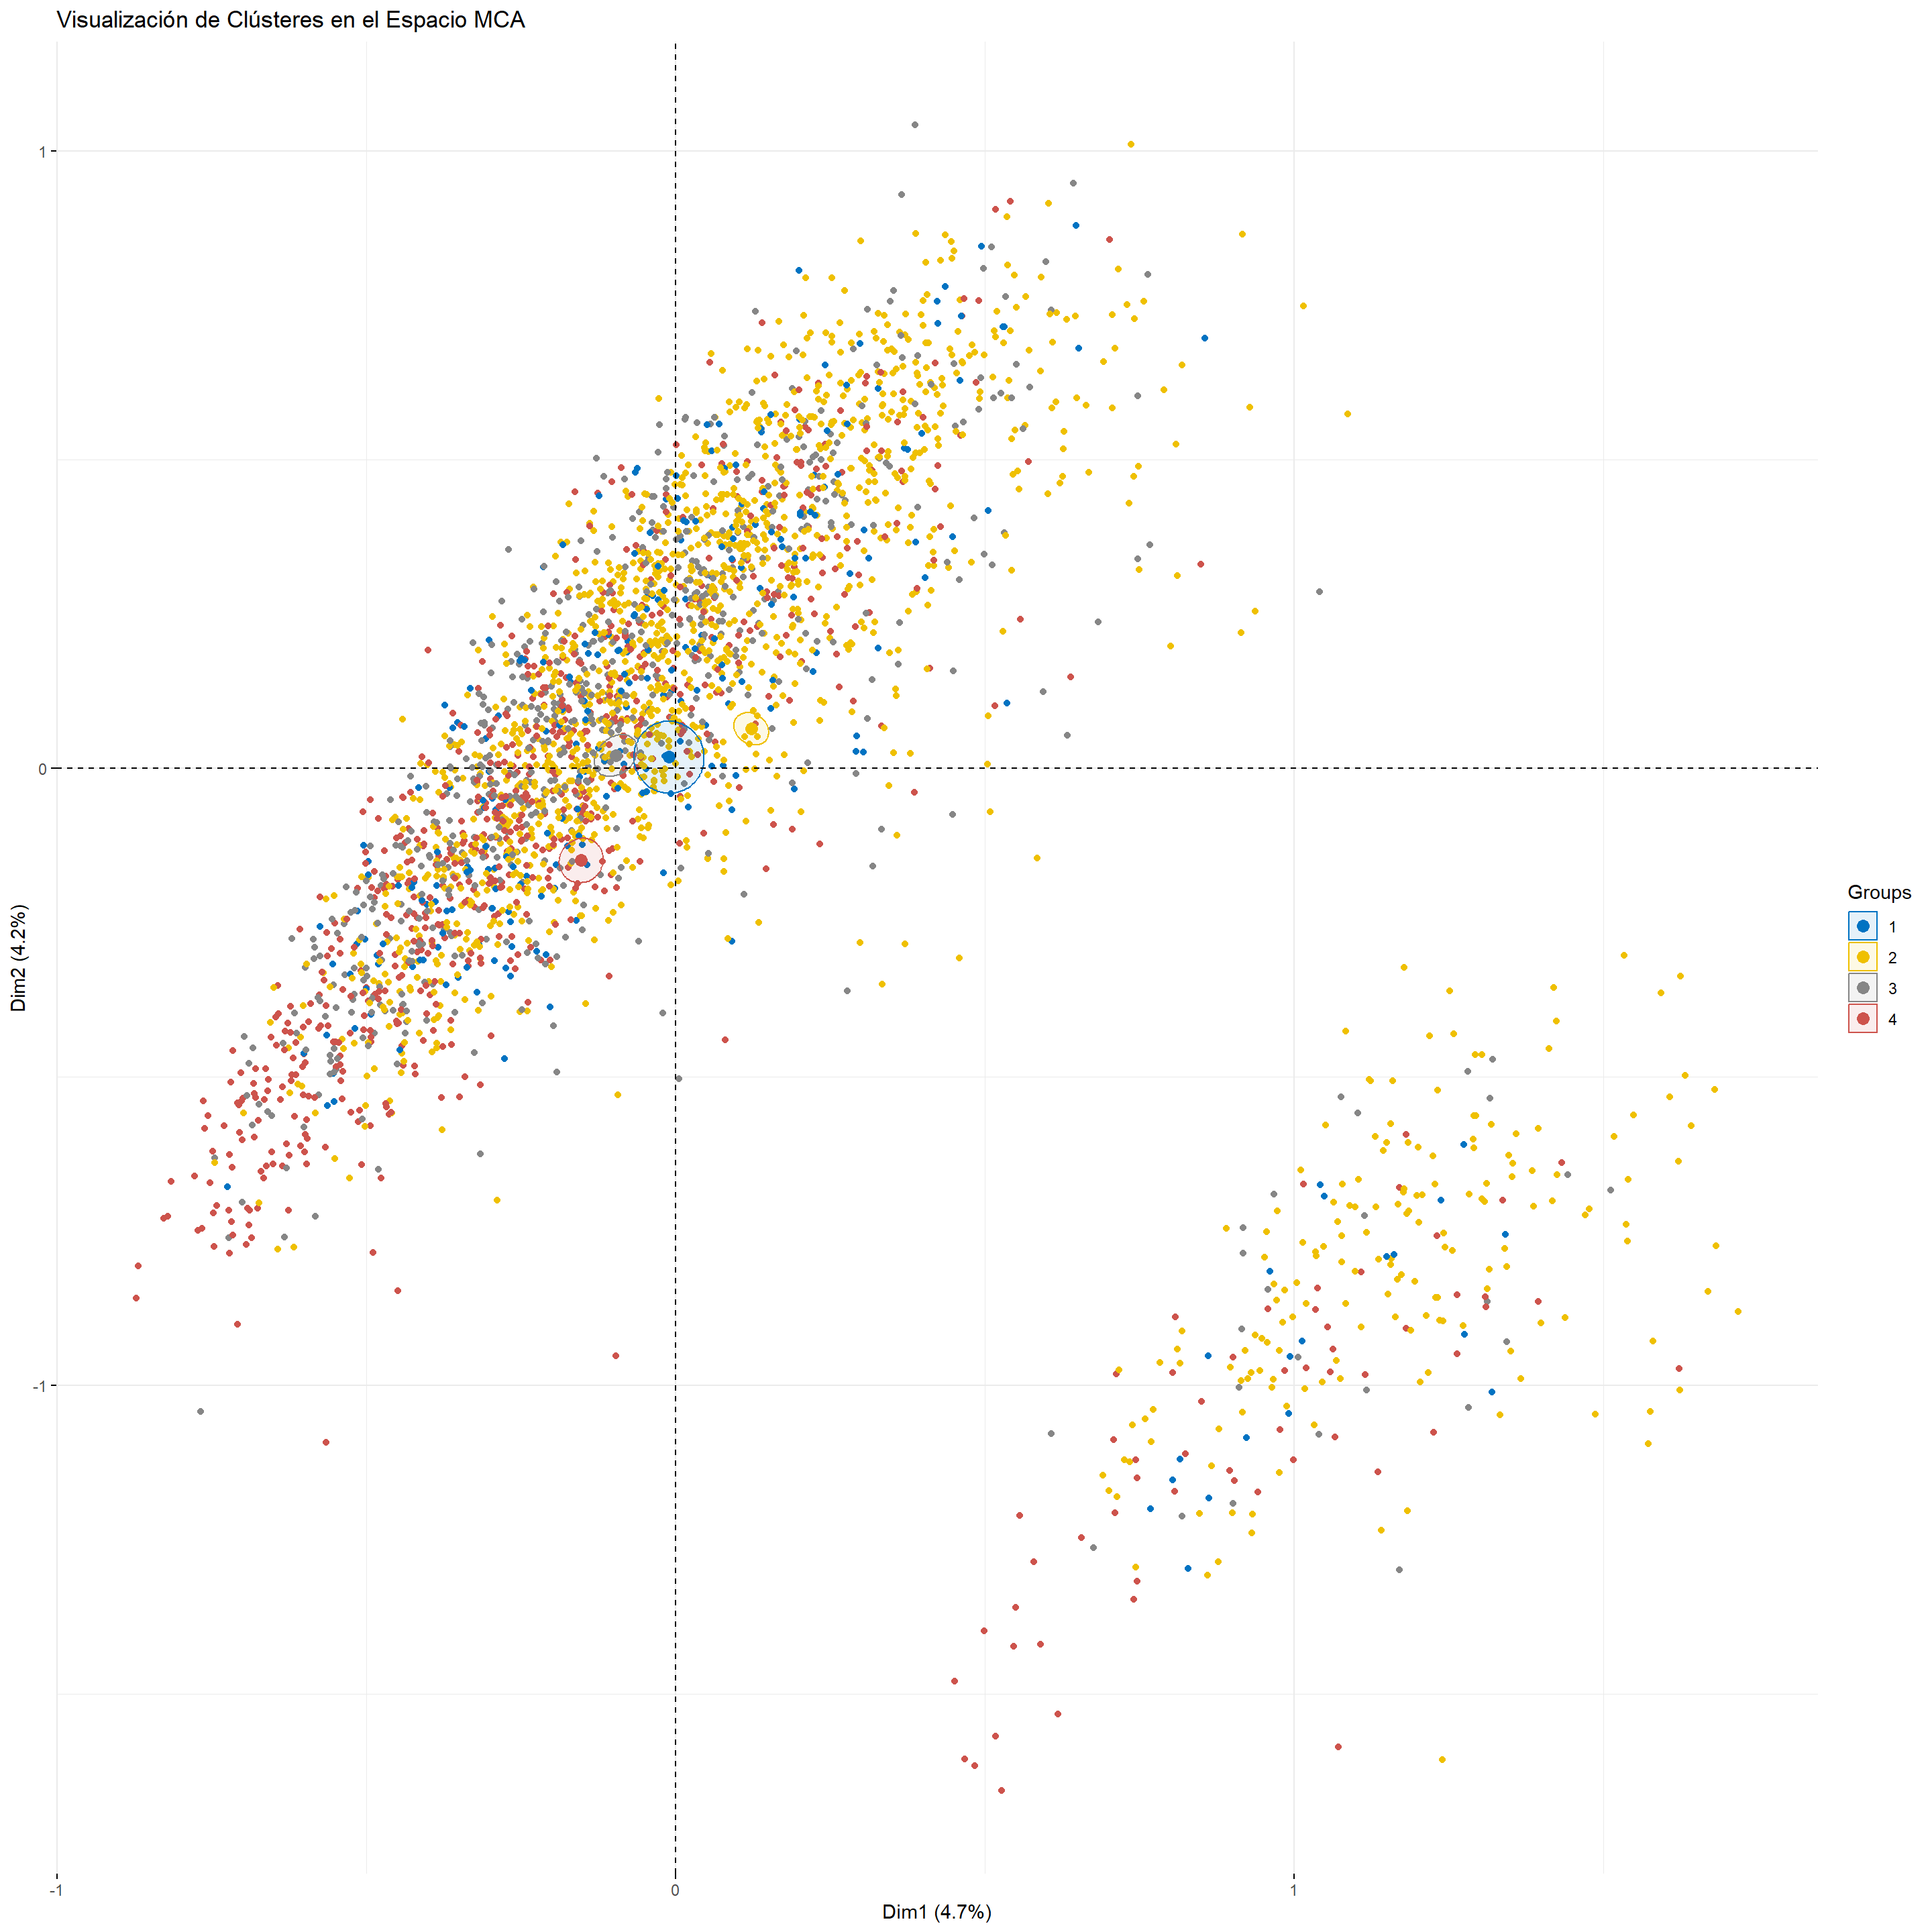 Visualización de Clústeres en el Espacio MCA
1
0
-1
Dim2 (4.2%)
-1
0
1
Dim1 (4.7%)
Groups
1
2
3
4